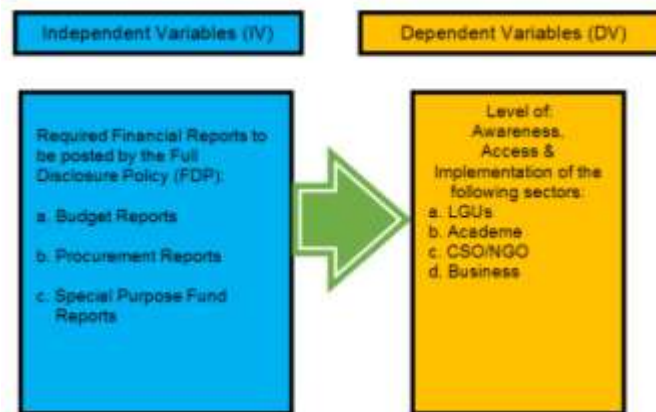 Independent Variables (IV)
Dependent Variables (DV)
Required Financial Reports to
be posted by the Full
Disclosure Policy (FDP):
a. Budget Reports
b. Procurement Reports
c. Special Purpose Fund
Reports
Level of:
Awareness,
Access &
Implementation of the
following sectors:
a. LGUs
b. Academe
c. CSO/NGO
d. Business